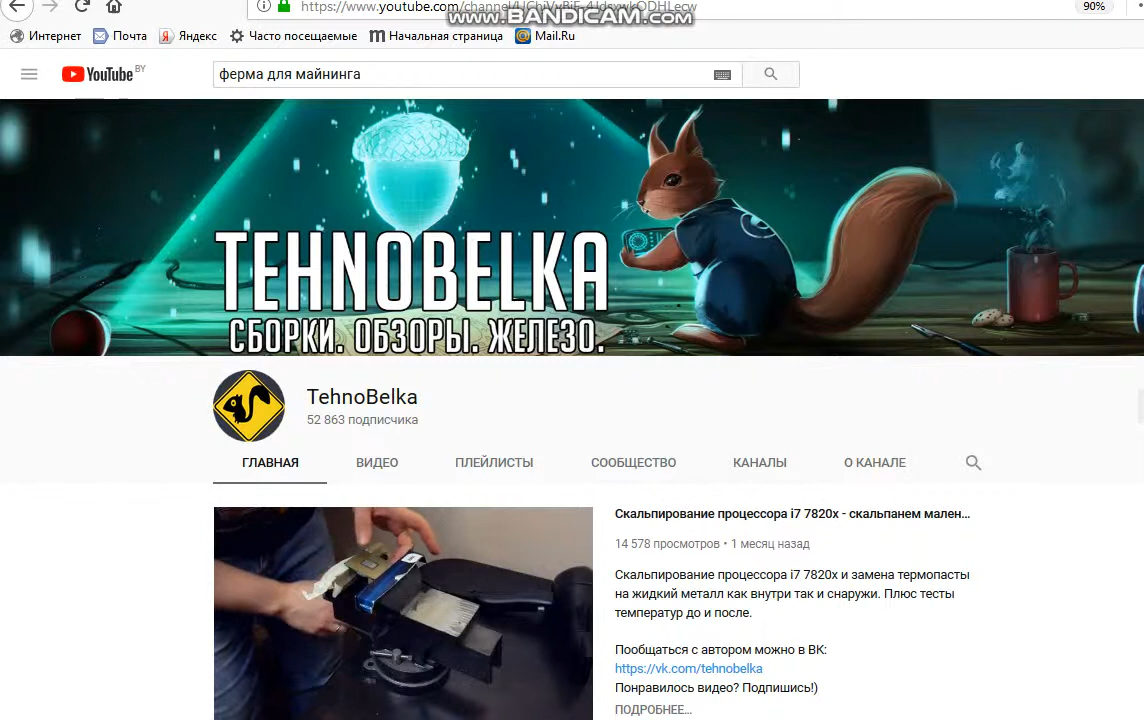 https://www.youtube.com/channel/
www.BANDICAM.com
90%
Интернет Почта Яндекс Часто посещаемые Начальная страница Mail.Ru
YouTube BY
ферма для майнинга
TEHNOBELKA
СБОРКИ. ОБЗОРЫ. ЖЕЛЕЗО.
TehnoBelka
52 863 подписчика
ГЛАВНАЯ ВИДЕО ПЛЕЙЛИСТЫ СООБЩЕСТВО КАНАЛЫ О КАНАЛЕ
Скальпирование процессора i7 7820x - скальпанем мален...
14 578 просмотров • 1 месяц назад
Скальпирование процессора i7 7820x и замена термопасты
на жидкий металл как внутри так и снаружи. Плюс тесты
температур до и после.
Пообщаться с автором можно в ВК:
https://vk.com/tehnobelka
Понравилось видео? Подпишись!)
ПОДРОБНЕЕ...